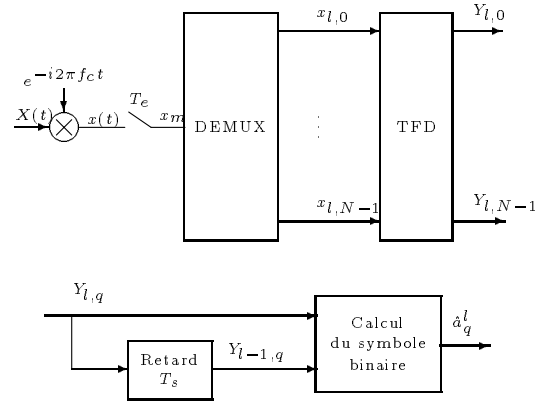 x_{l,0}
Y_{l,0}
e^{-i2πf_c t}
X(t)
x(t)
T_e
x_m
DEMUX
TFD
x_{l,N-1}
Y_{l,N-1}
Y_{l,q}
Retard
T_s
Y_{l-1,q}
Calcul
du symbole
binaire
â_q^l